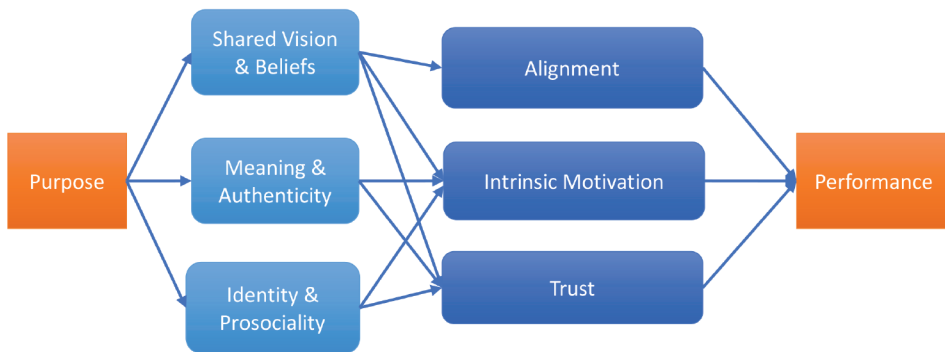 Purpose
Shared Vision
& Beliefs
Meaning &
Authenticity
Identity &
Prosociality
Alignment
Intrinsic Motivation
Trust
Performance